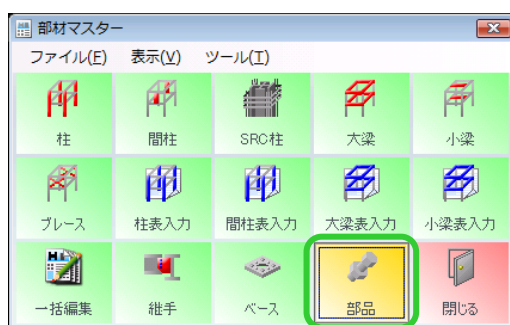 部材マスター
ファイル(F) 表示(V) ツール(T)
柱 間柱 SRC柱 大梁 小梁
ブレース 柱表入力 間柱表入力 大梁表入力 小梁表入力
一括編集 継手 ベース 部品 閉じる